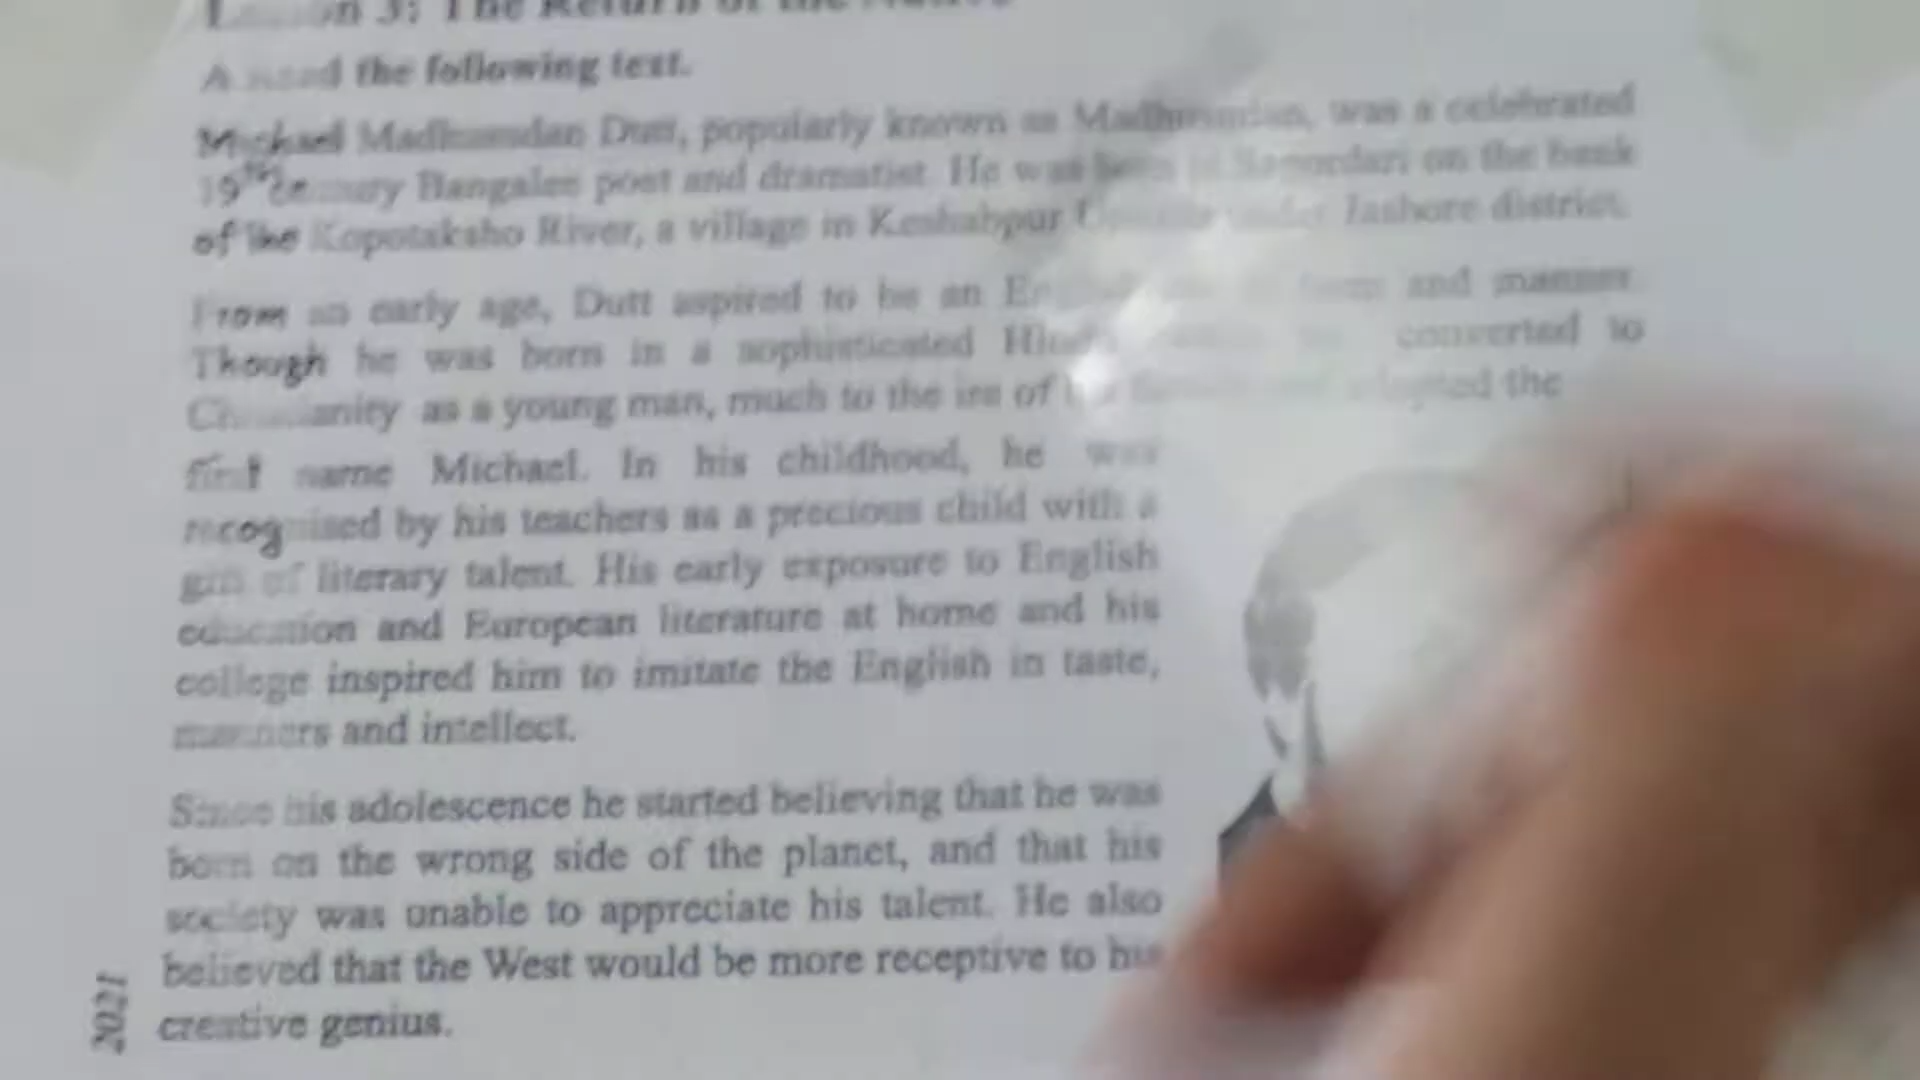 3: The Return of the Native
A the following text.
Michael Madhusudan Dutt, popularly known as Madhusudan, was a celebrated
19th century Bangalee poet and dramatist. He was born in Sagordari on the bank
of the Kopotaksho River, a village in Keshabpur under Jashore district.
From an early age, Dutt aspired to be an and manner.
Though he was born in a sophisticated converted to
Christianity as a young man, much to the ire of adopted the
first name Michael. In his childhood, he was
recognised by his teachers as a precious child with a
gift of literary talent. His early exposure to English
education and European literature at home and his
college inspired him to imitate the English in taste,
manners and intellect.
Since his adolescence he started believing that he was
born on the wrong side of the planet, and that his
society was unable to appreciate his talent. He also
believed that the West would be more receptive to his
creative genius.
2021